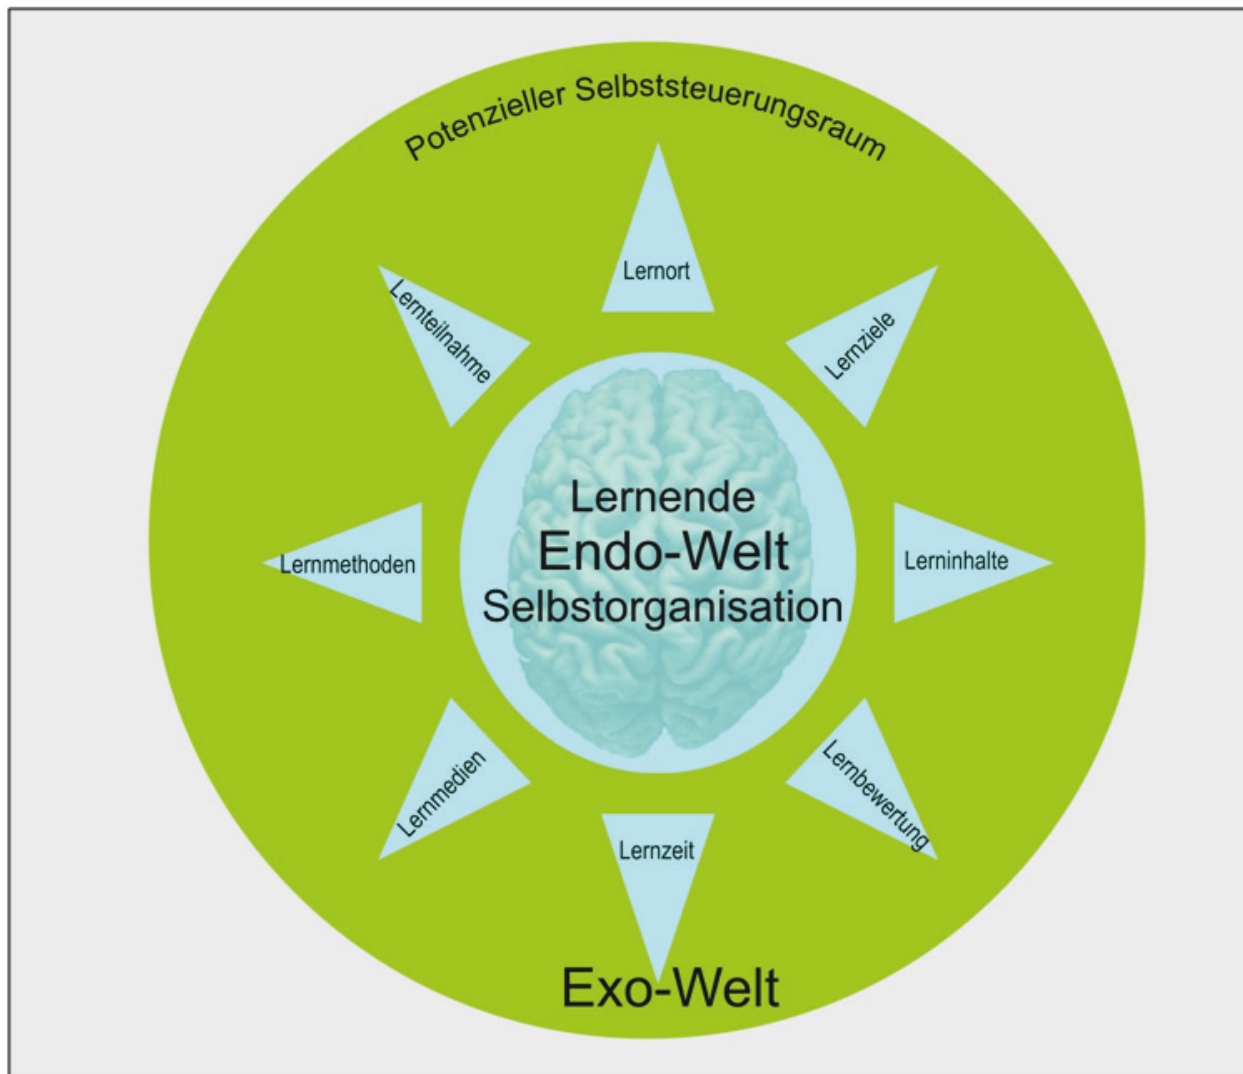 Potenzieller Selbststeuerungsraum
Lernort
Lernteilnahme
Lernziele
Lernende
Endo-Welt
Selbstorganisation
Lernmethoden
Lerninhalte
Lernmedien
Lernbewertung
Lernzeit
Exo-Welt